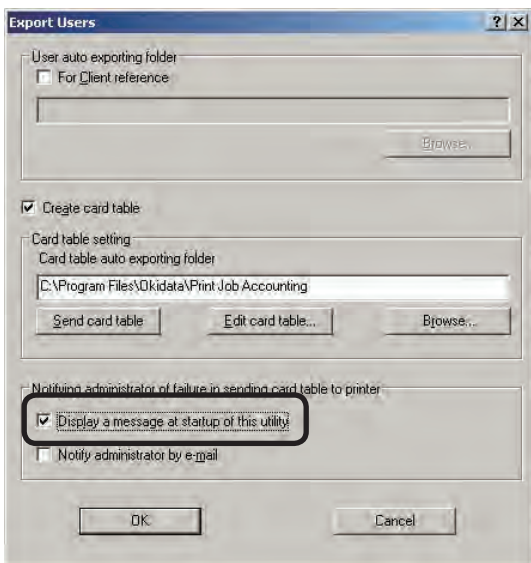 Export Users
User auto exporting folder
For Client reference
Browse...
Create card table
Card table setting
Card table auto exporting folder
C:\Program Files\Okidata\Print Job Accounting
Send card table Edit card table... Browse...
Notifying administrator of failure in sending card table to printer
Display a message at startup of this utility
Notify administrator by e-mail
OK Cancel